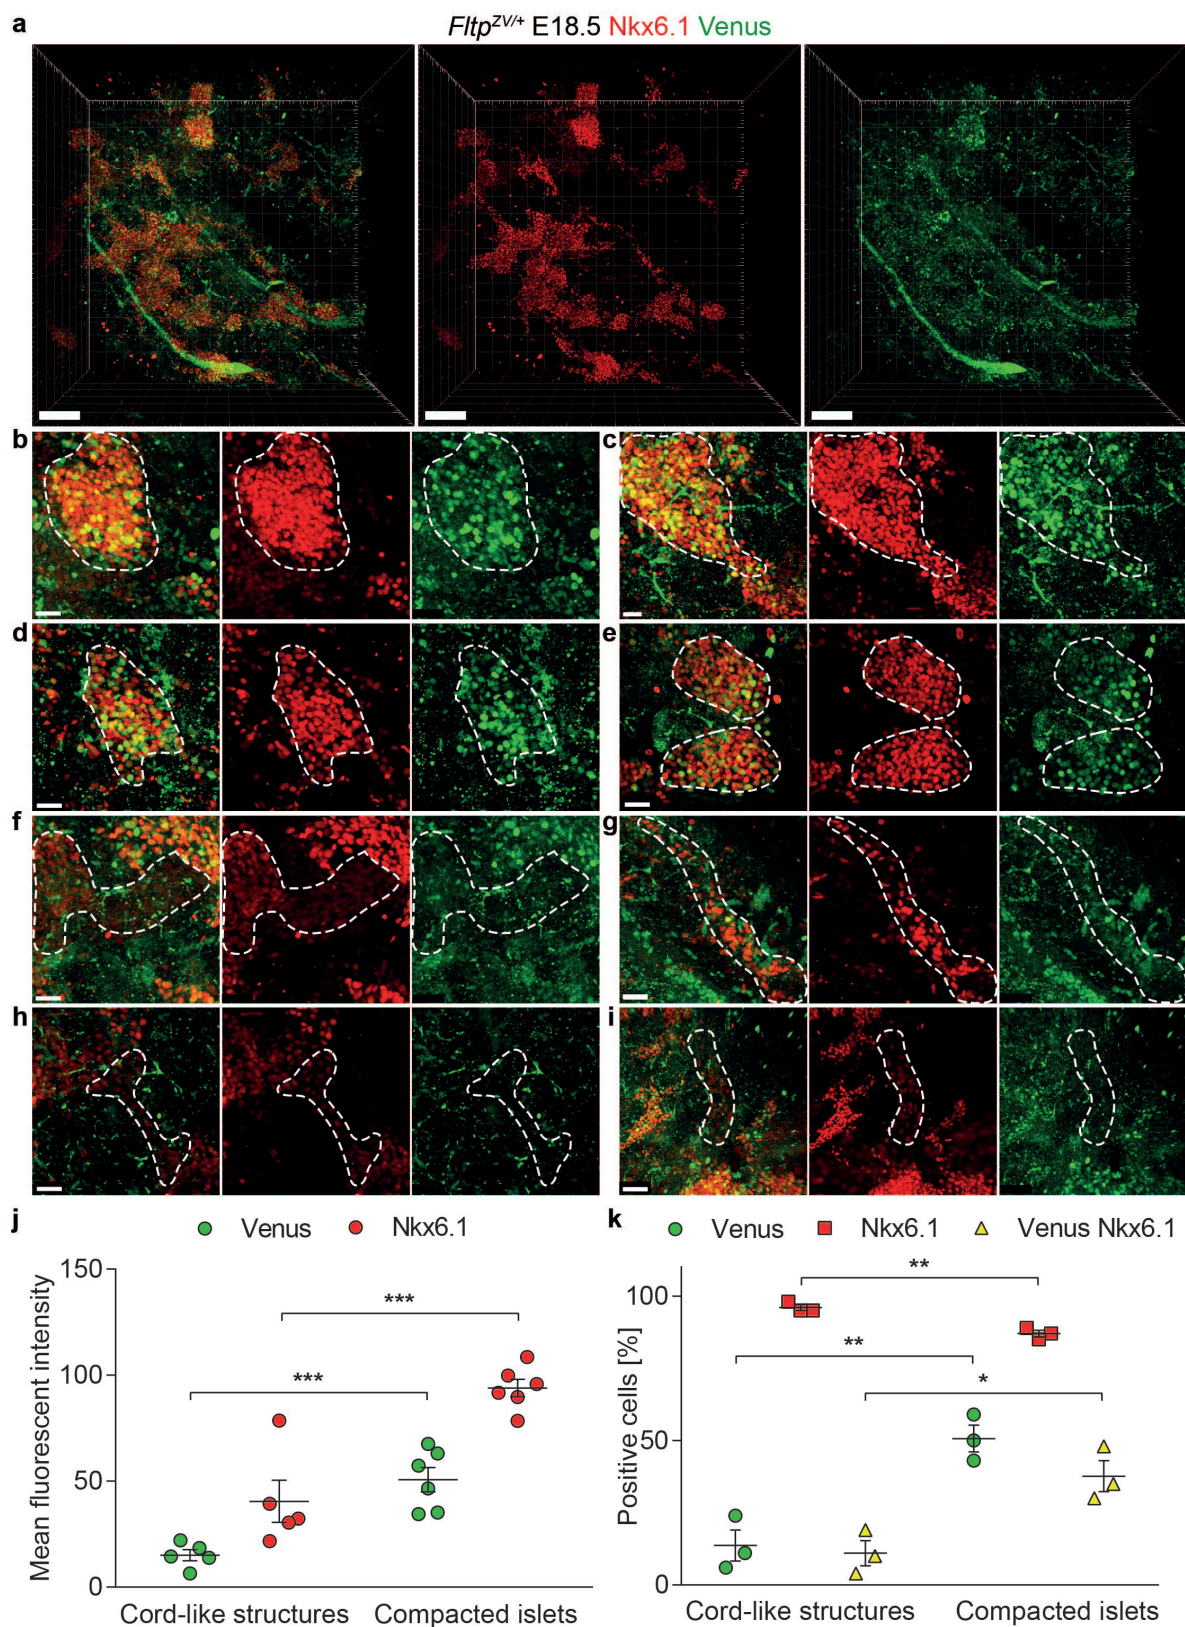 a
Fltp^ZV/+ E18.5 Nkx6.1 Venus
b
c
d
e
f
g
h
i
j
Venus
Nkx6.1
150
100
50
0
Mean fluorescent intensity
***
***
Cord-like structures
Compacted islets
k
Venus
Nkx6.1
Venus Nkx6.1
100
50
0
Positive cells [%]
**
**
*
Cord-like structures
Compacted islets